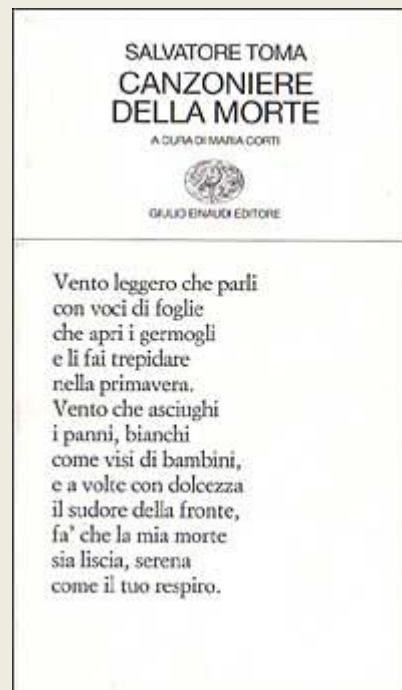 SALVATORE TOMA
CANZONIERE
DELLA MORTE
A CURA DI MARIA CORTI
GIULIO EINAUDI EDITORE
Vento leggero che parli
con voci di foglie
che apri i germogli
e li fai trepidare
nella primavera.
Vento che asciughi
i panni, bianchi
come visi di bambini,
e a volte con dolcezza
il sudore della fronte,
fa' che la mia morte
sia liscia, serena
come il tuo respiro.